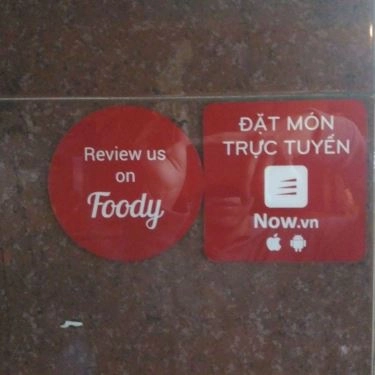 Review us
on
Foody
ĐẶT MÓN
TRỰC TUYẾN
Now.vn